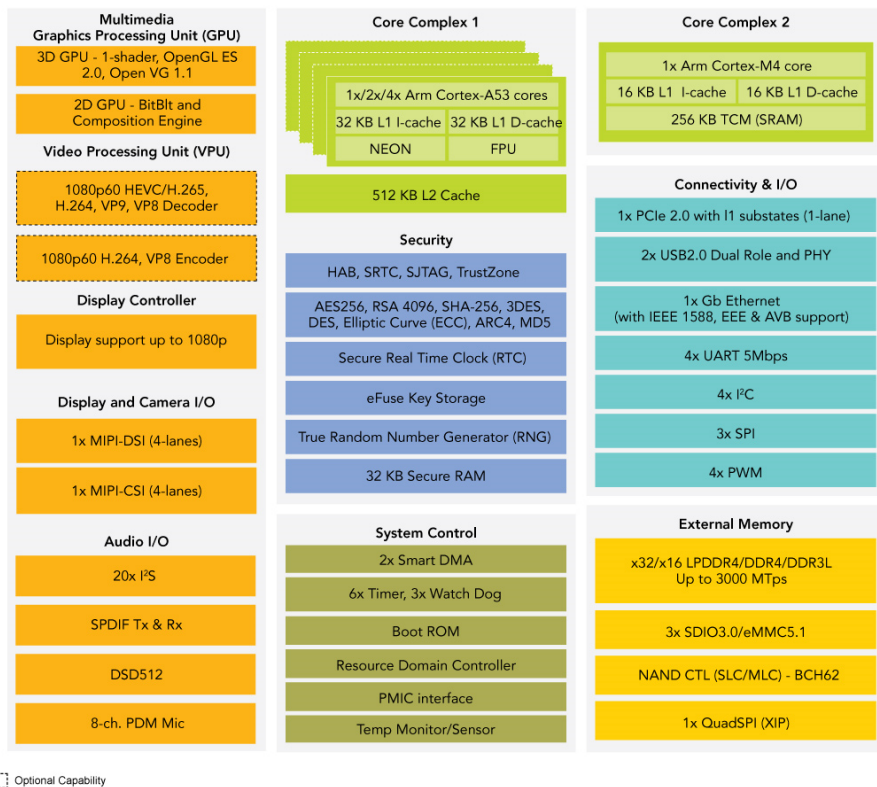 Multimedia
Graphics Processing Unit (GPU)
3D GPU - 1-shader, OpenGL ES
2.0, Open VG 1.1
2D GPU - BitBlt and
Composition Engine
Video Processing Unit (VPU)
1080p60 HEVC/H.265,
H.264, VP9, VP8 Decoder
1080p60 H.264, VP8 Encoder
Display Controller
Display support up to 1080p
Display and Camera I/O
1x MIPI-DSI (4-lanes)
1x MIPI-CSI (4-lanes)
Audio I/O
20x I²S
SPDIF Tx & Rx
DSD512
8-ch. PDM Mic
Core Complex 1
1x/2x/4x Arm Cortex-A53 cores
32 KB L1 I-cache
32 KB L1 D-cache
NEON
FPU
512 KB L2 Cache
Security
HAB, SRTC, SJTAG, TrustZone
AES256, RSA 4096, SHA-256, 3DES,
DES, Elliptic Curve (ECC), ARC4, MD5
Secure Real Time Clock (RTC)
eFuse Key Storage
True Random Number Generator (RNG)
32 KB Secure RAM
System Control
2x Smart DMA
6x Timer, 3x Watch Dog
Boot ROM
Resource Domain Controller
PMIC interface
Temp Monitor/Sensor
Core Complex 2
1x Arm Cortex-M4 core
16 KB L1 I-cache
16 KB L1 D-cache
256 KB TCM (SRAM)
Connectivity & I/O
1x PCIe 2.0 with l1 substates (1-lane)
2x USB2.0 Dual Role and PHY
1x Gb Ethernet
(with IEEE 1588, EEE & AVB support)
4x UART 5Mbps
4x I²C
3x SPI
4x PWM
External Memory
x32/x16 LPDDR4/DDR4/DDR3L
Up to 3000 MTps
3x SDIO3.0/eMMC5.1
NAND CTL (SLC/MLC) - BCH62
1x QuadSPI (XIP)
Optional Capability